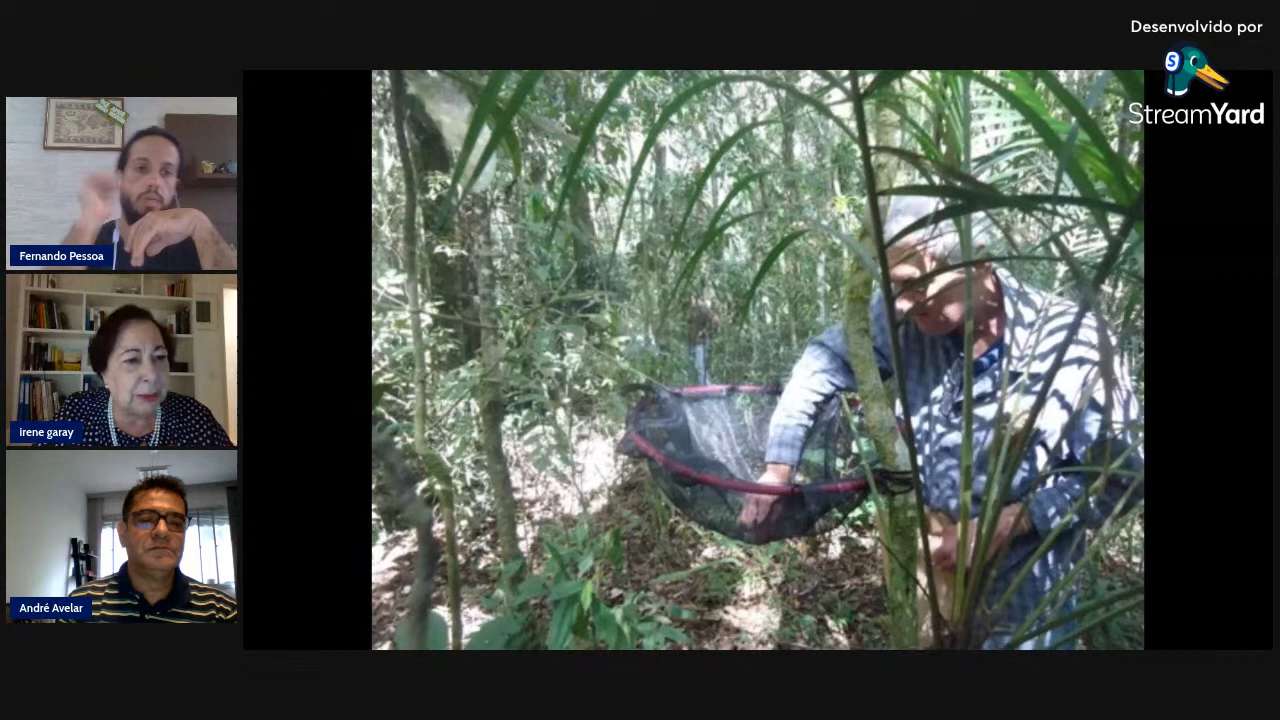 Desenvolvido por
StreamYard
Fernando Pessoa
irene garay
André Avelar